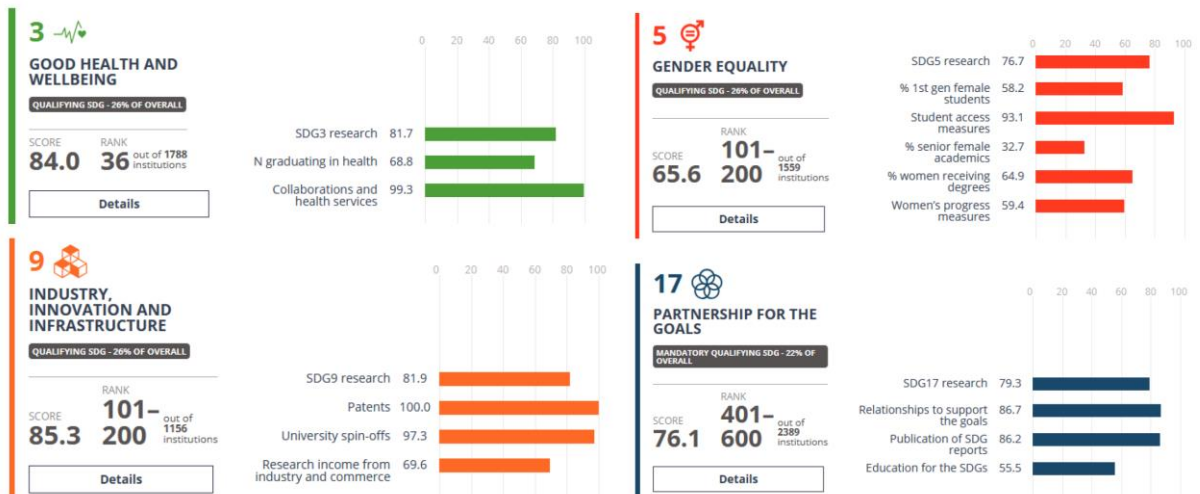 3
GOOD HEALTH AND
WELLBEING
QUALIFYING SDG - 26% OF OVERALL
SCORE
84.0
RANK
36 out of 1788
institutions
Details
0 20 40 60 80 100
SDG3 research 81.7
N graduating in health 68.8
Collaborations and 99.3
health services
5
GENDER EQUALITY
QUALIFYING SDG - 26% OF OVERALL
SCORE
65.6
RANK
101–
200
out of
1559
institutions
Details
0 20 40 60 80 100
SDG5 research 76.7
% 1st gen female 58.2
students
Student access 93.1
measures
% senior female 32.7
academics
% women receiving 64.9
degrees
Women's progress 59.4
measures
9
INDUSTRY,
INNOVATION AND
INFRASTRUCTURE
QUALIFYING SDG - 26% OF OVERALL
SCORE
85.3
RANK
101–
200
out of
1156
institutions
Details
0 20 40 60 80 100
SDG9 research 81.9
Patents 100.0
University spin-offs 97.3
Research income from 69.6
industry and commerce
17
PARTNERSHIP FOR THE
GOALS
MANDATORY QUALIFYING SDG - 22% OF
OVERALL
SCORE
76.1
RANK
401–
600
out of
2389
institutions
Details
0 20 40 60 80 100
SDG17 research 79.3
Relationships to support 86.7
the goals
Publication of SDG 86.2
reports
Education for the SDGs 55.5